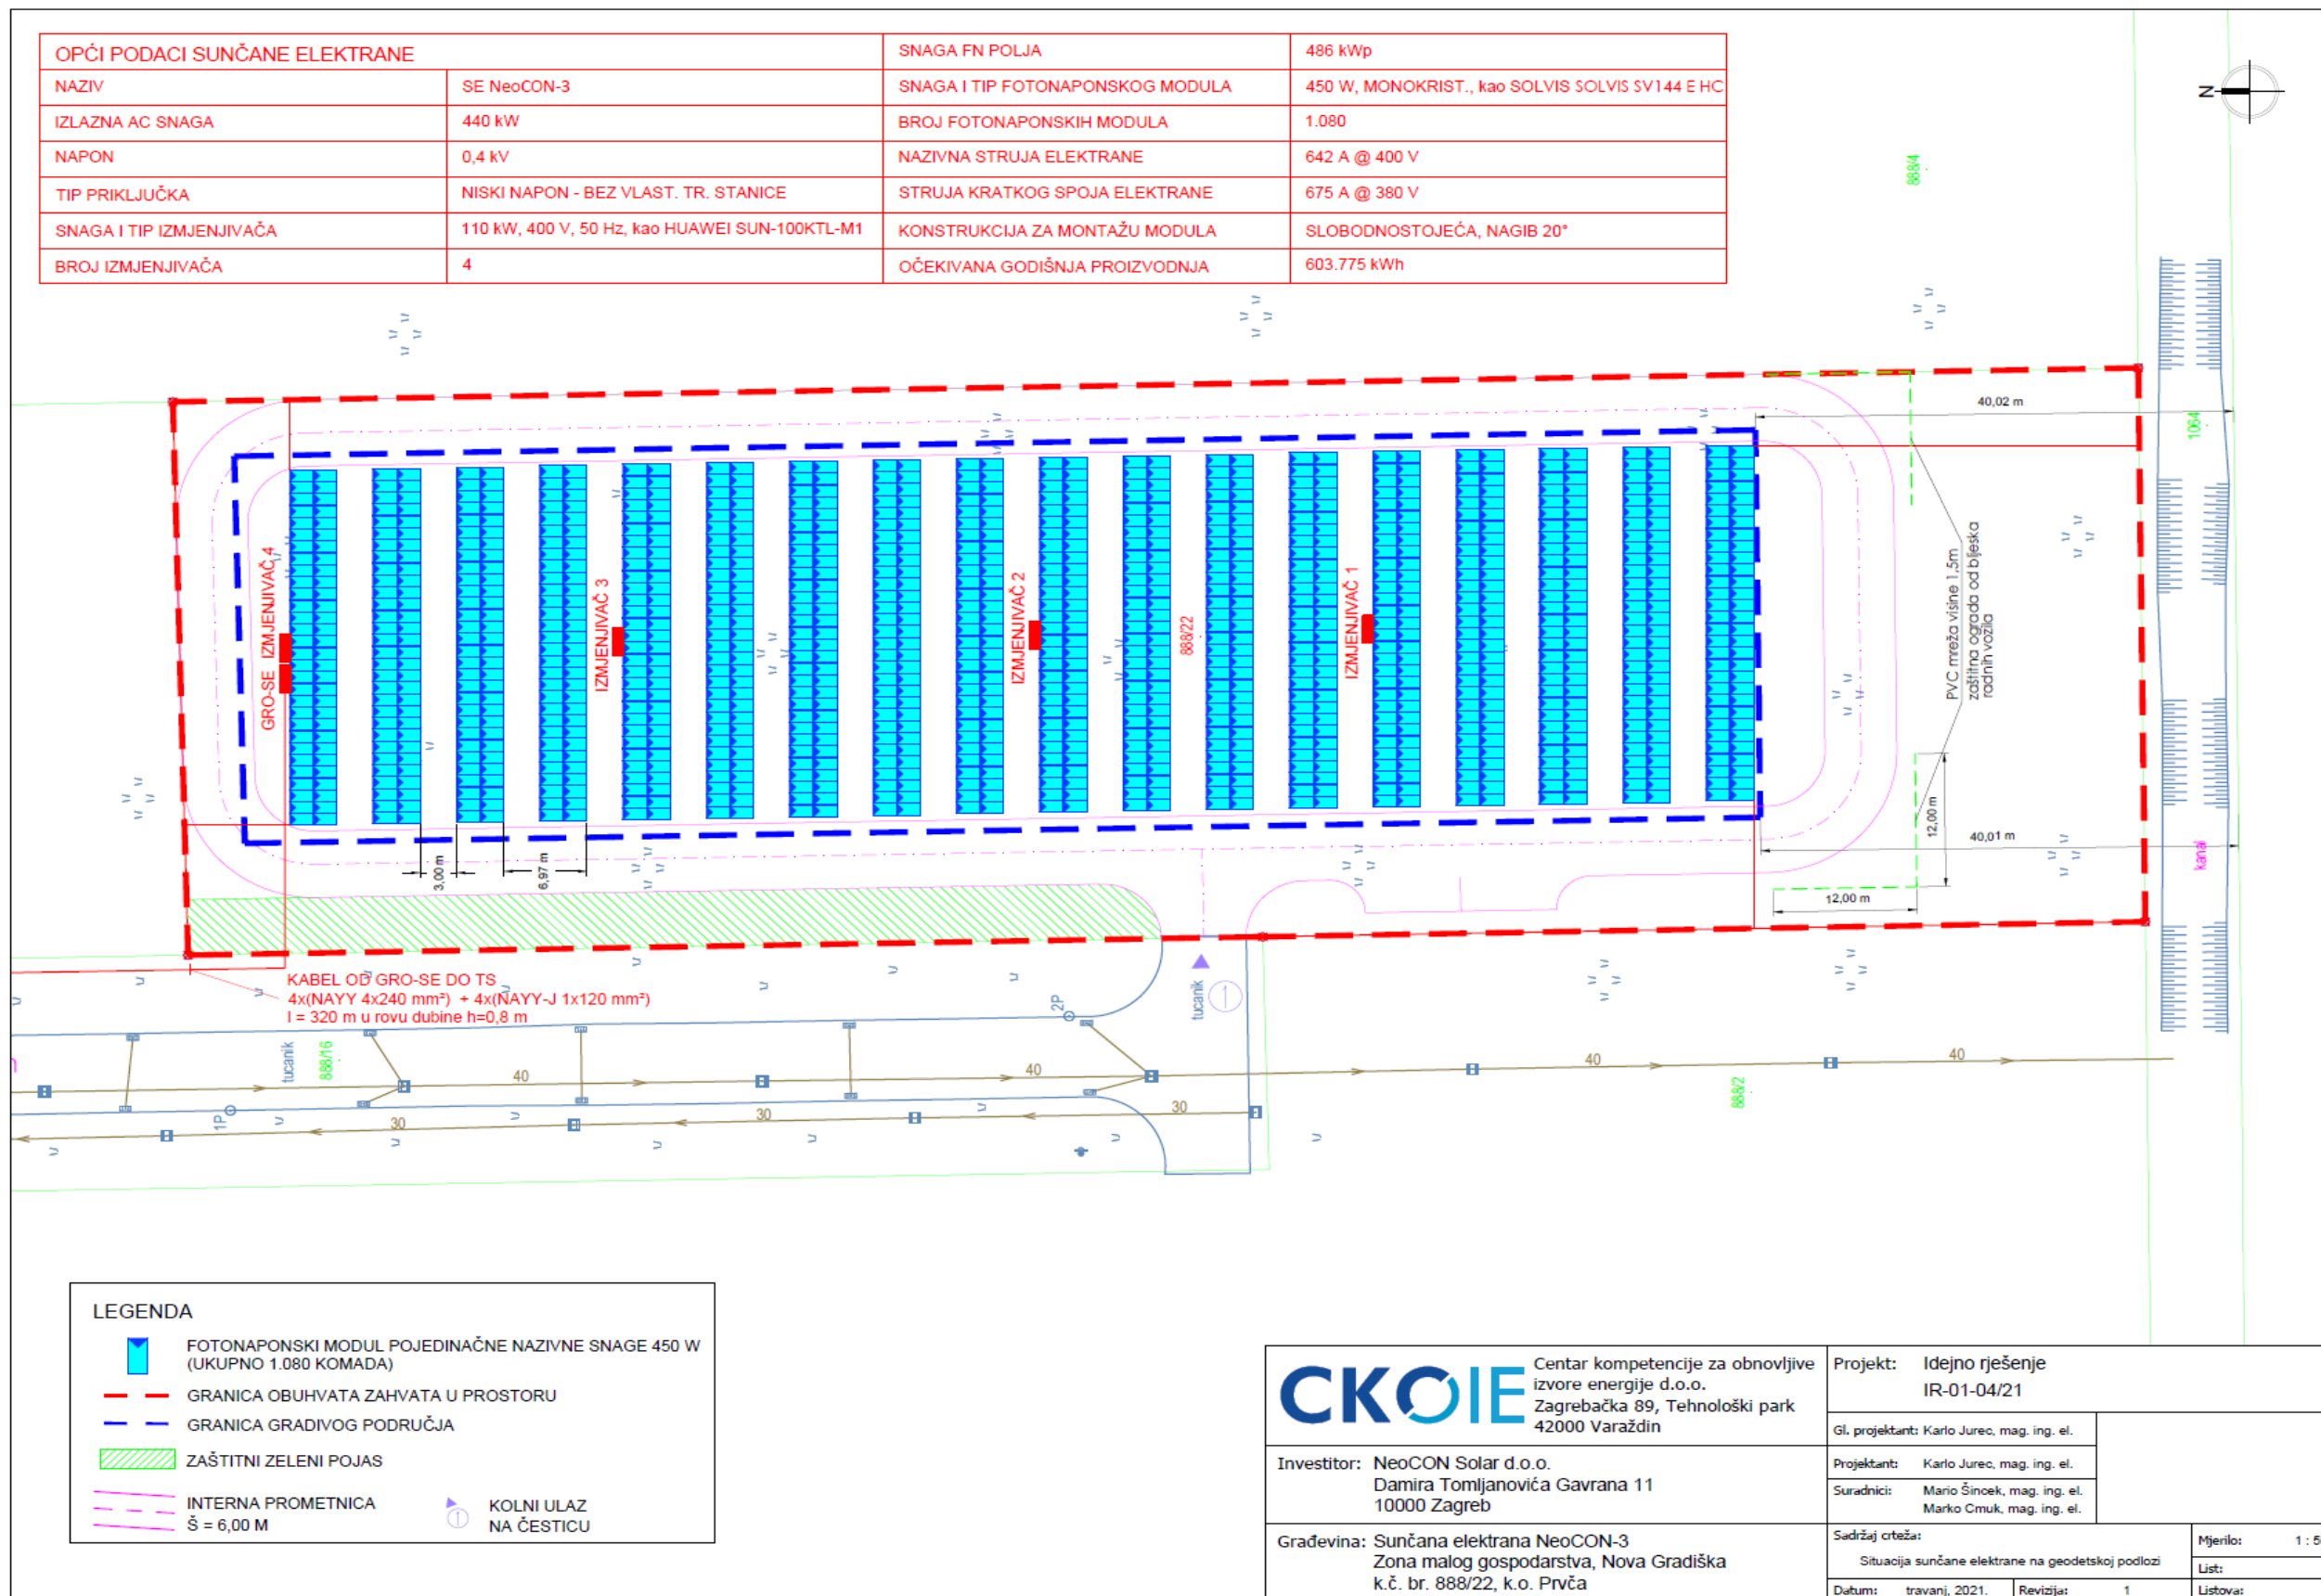 OPĆI PODACI SUNČANE ELEKTRANE
SNAGA FN POLJA 486 kWp
NAZIV SE NeoCON-3 SNAGA I TIP FOTONAPONSKOG MODULA 450 W, MONOKRIST., kao SOLVIS SOLVIS SV144 E HC
IZLAZNA AC SNAGA 440 kW BROJ FOTONAPONSKIH MODULA 1.080
NAPON 0,4 kV NAZIVNA STRUJA ELEKTRANE 642 A @ 400 V
TIP PRIKLJUČKA NISKI NAPON - BEZ VLAST. TR. STANICE STRUJA KRATKOG SPOJA ELEKTRANE 675 A @ 380 V
SNAGA I TIP IZMJENJIVAČA 110 kW, 400 V, 50 Hz, kao HUAWEI SUN-100KTL-M1 KONSTRUKCIJA ZA MONTAŽU MODULA SLOBODNOSTOJEĆA, NAGIB 20°
BROJ IZMJENJIVAČA 4 OČEKIVANA GODIŠNJA PROIZVODNJA 603.775 kWh
N
888/4
40,02 m
1064
GRO-SE IZMJENJIVAČ 4
IZMJENJIVAČ 3
IZMJENJIVAČ 2
888/22
IZMJENJIVAČ 1
PVC mreža visine 1,5m
zaštitna ograda od bljeska
radnih vozila
3,00 m
6,97 m
12,00 m
40,01 m
12,00 m
kanal
KABEL OD GRO-SE DO TS
4x(NAYY 4x240 mm²) + 4x(NAYY-J 1x120 mm²)
l = 320 m u rovu dubine h=0,8 m
tucanik
1
2P
tucanik
888/16
40
40
40
40
888/2
1P
30
30
30
LEGENDA
FOTONAPONSKI MODUL POJEDINAČNE NAZIVNE SNAGE 450 W
(UKUPNO 1.080 KOMADA)
GRANICA OBUHVATA ZAHVATA U PROSTORU
GRANICA GRADIVOG PODRUČJA
ZAŠTITNI ZELENI POJAS
INTERNA PROMETNICA
Š = 6,00 M
1
KOLNI ULAZ
NA ČESTICU
CKOIE
Centar kompetencije za obnovljive
izvore energije d.o.o.
Zagrebačka 89, Tehnološki park
42000 Varaždin
Projekt: Idejno rješenje
IR-01-04/21
Gl. projektant: Karlo Jurec, mag. ing. el.
Investitor: NeoCON Solar d.o.o.
Damira Tomljanovića Gavrana 11
10000 Zagreb
Projektant: Karlo Jurec, mag. ing. el.
Suradnici: Mario Šincek, mag. ing. el.
Marko Cmuk, mag. ing. el.
Građevina: Sunčana elektrana NeoCON-3
Zona malog gospodarstva, Nova Gradiška
k.č. br. 888/22, k.o. Prvča
Sadržaj crteža:
Situacija sunčane elektrane na geodetskoj podlozi
Mjerilo:
List:
Datum: travanj, 2021. Revizija: 1 Listova: